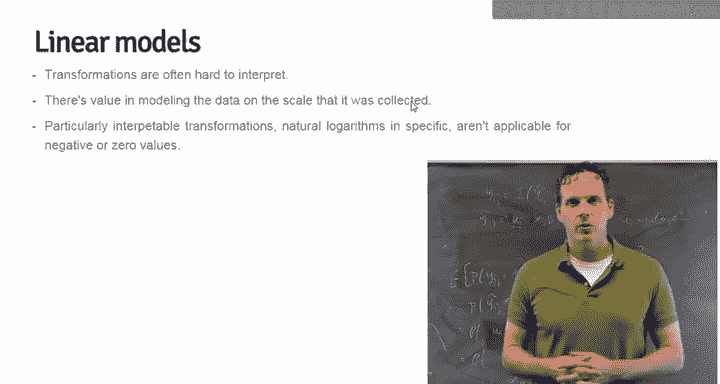 Linear models
- Transformations are often hard to interpret.
- There's value in modeling the data on the scale that it was collected.
- Particularly interpetable transformations, natural logarithms in specific, aren't applicable for
negative or zero values.